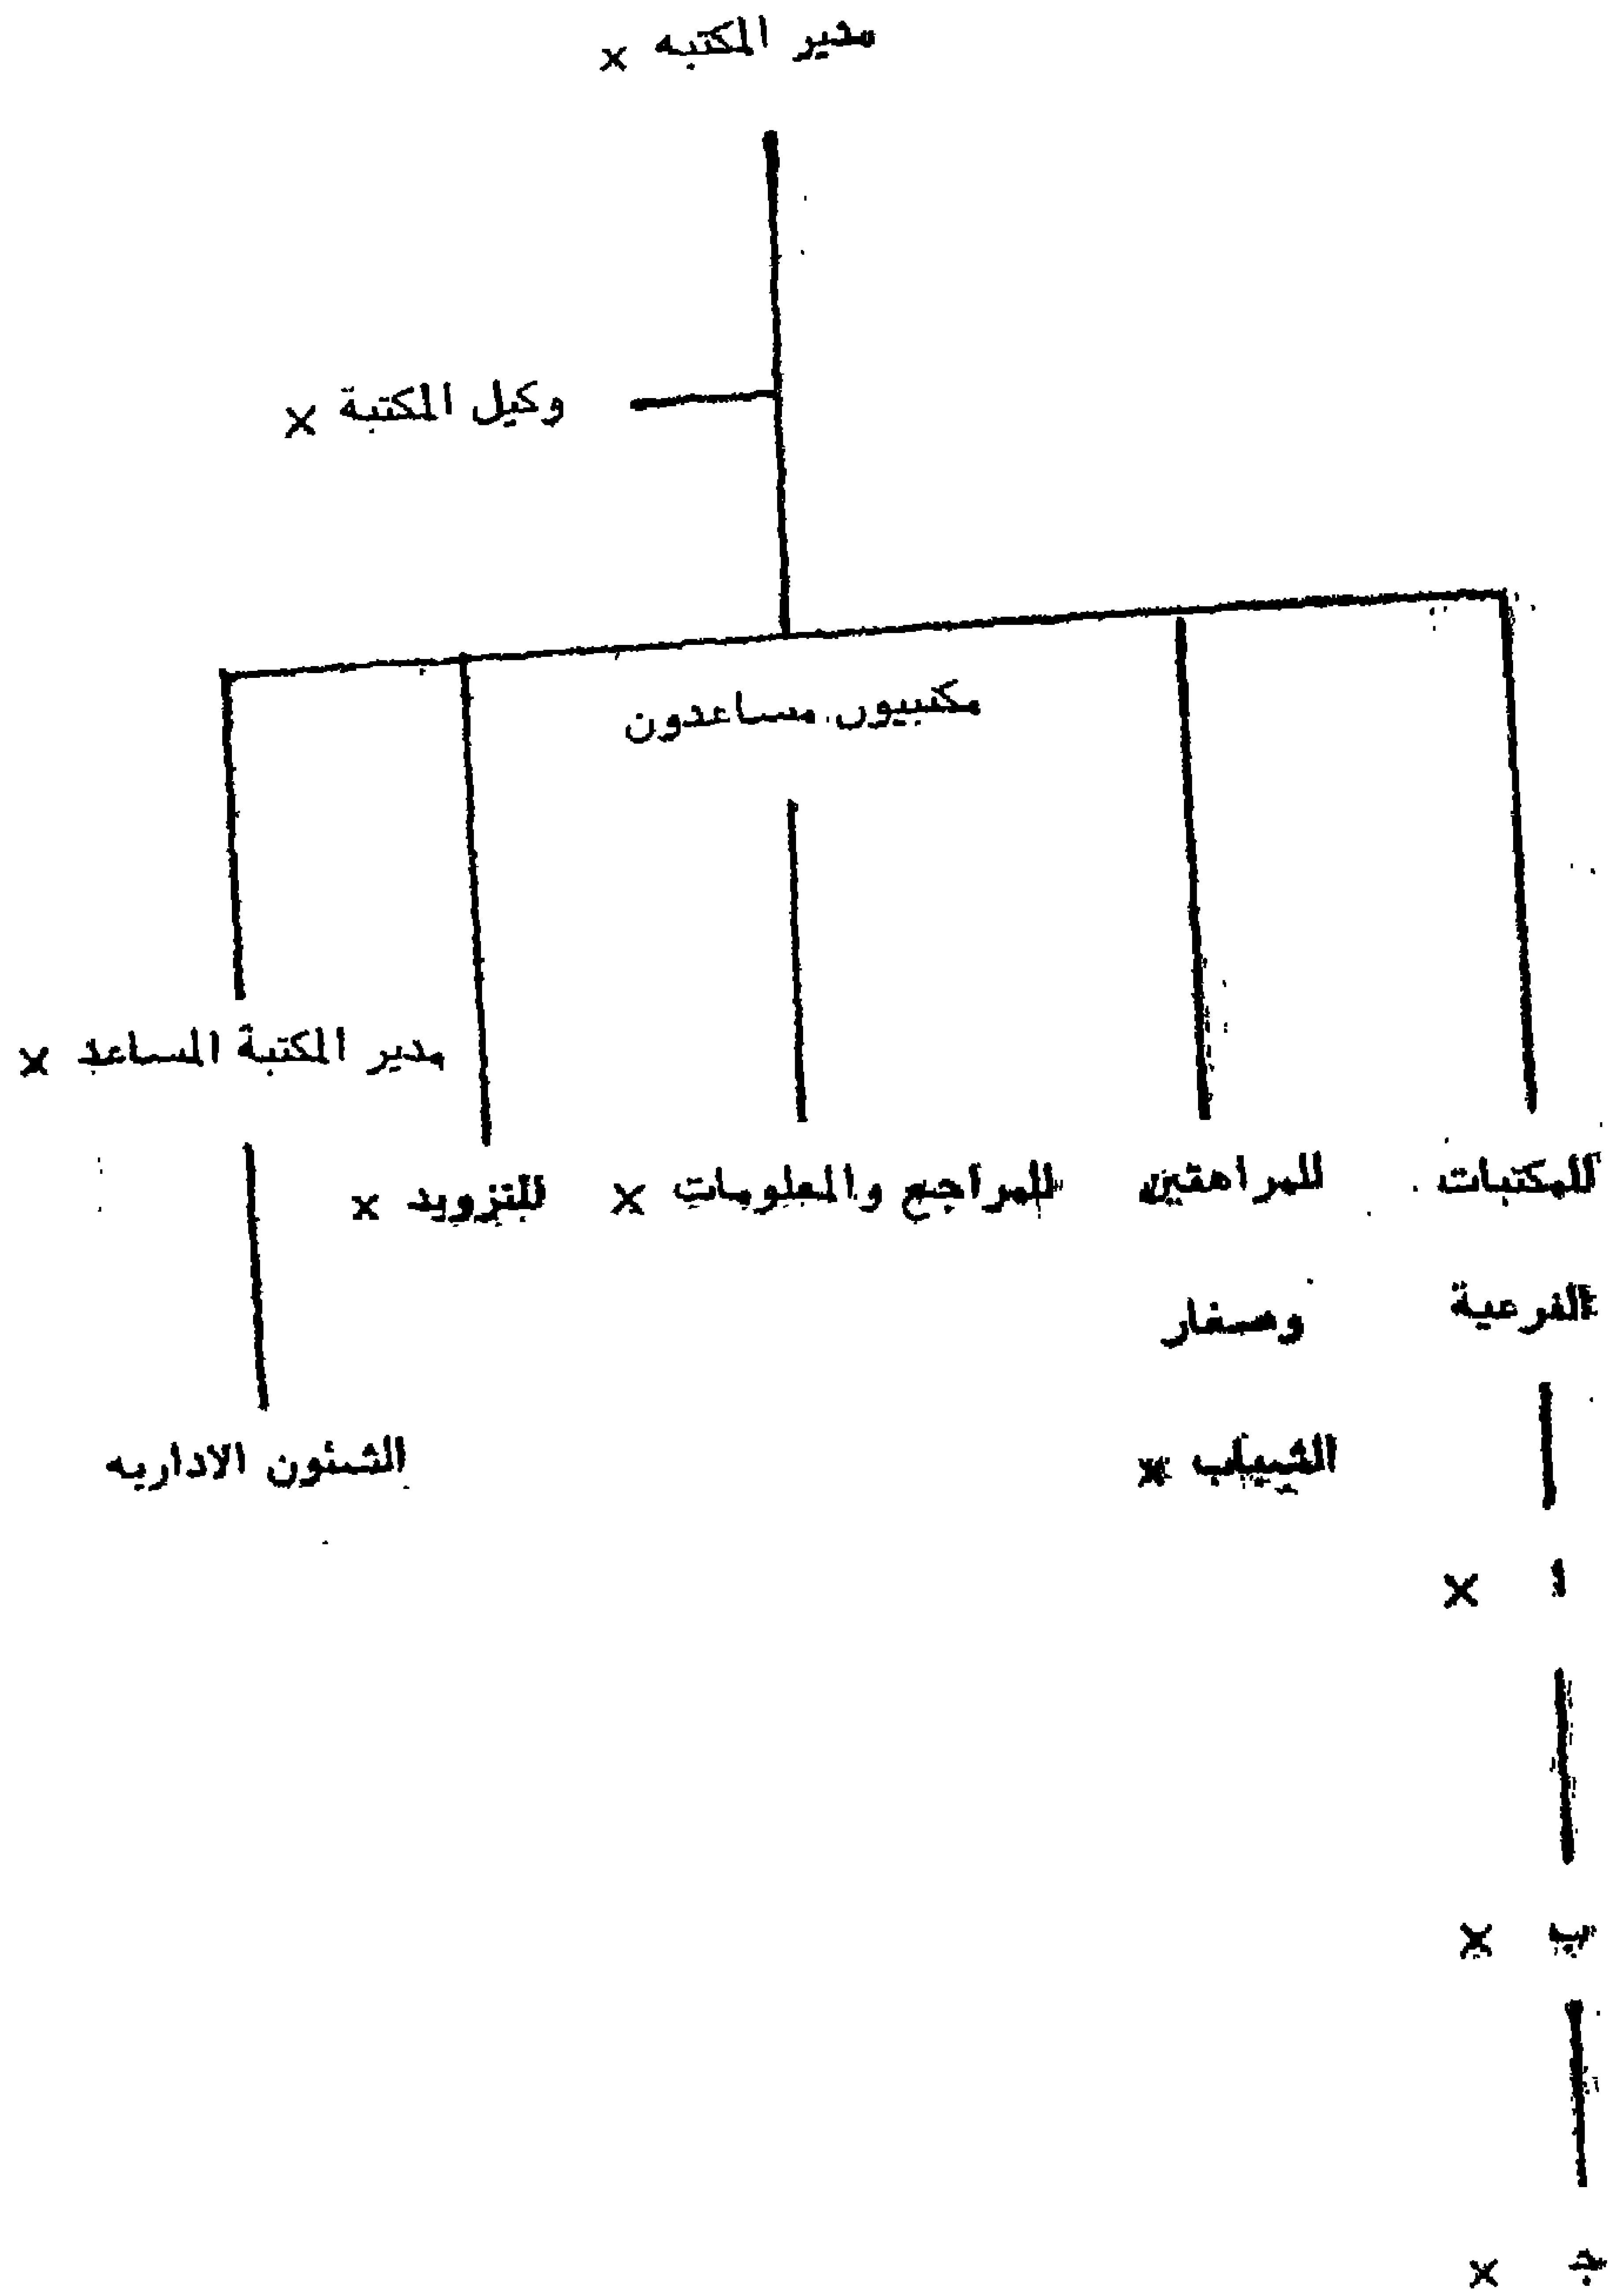 مدير المكتبه ×
وكيل المكتبة ×
مكتبيون مساعدون
مدير المكتبة المساعد ×
للمكتبات للمراهقين للمراجع والمعلومات × للتزويد ×
الفرعية وصغار
الشباب × الشئون الاداريه
ا ×
ب ×
ج ×